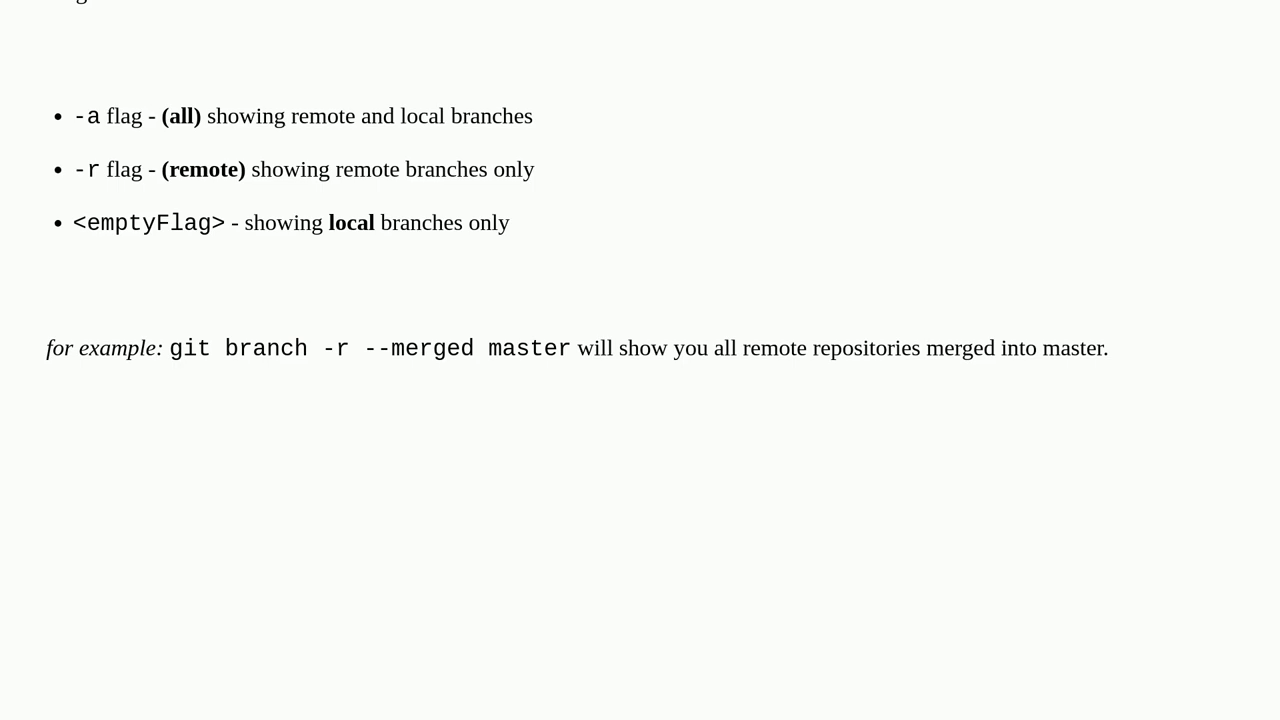 • -a flag - (all) showing remote and local branches
• -r flag - (remote) showing remote branches only
• <emptyFlag> - showing local branches only
for example: git branch -r --merged master will show you all remote repositories merged into master.